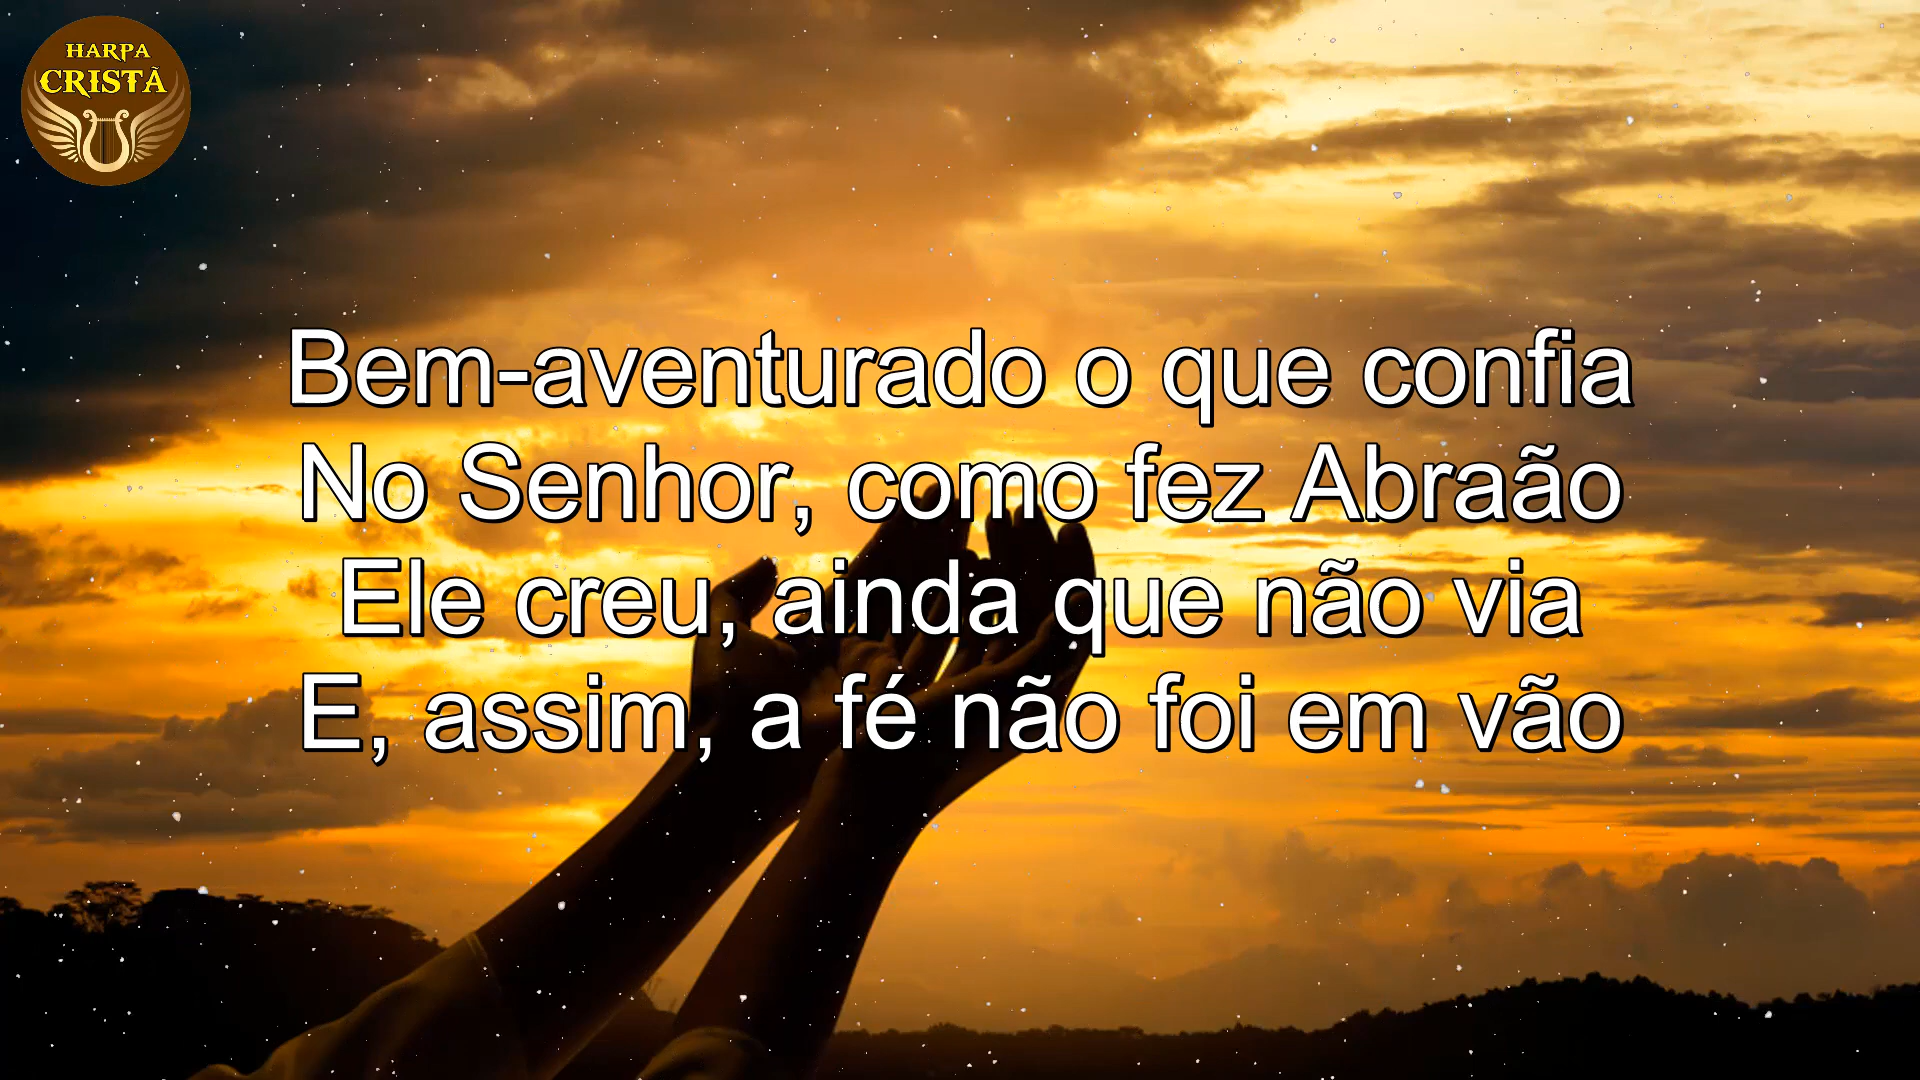 HARPA
CRISTÃ
Bem-aventurado o que confia
No Senhor, como fez Abraão
Ele creu, ainda que não via
E, assim, a fé não foi em vão